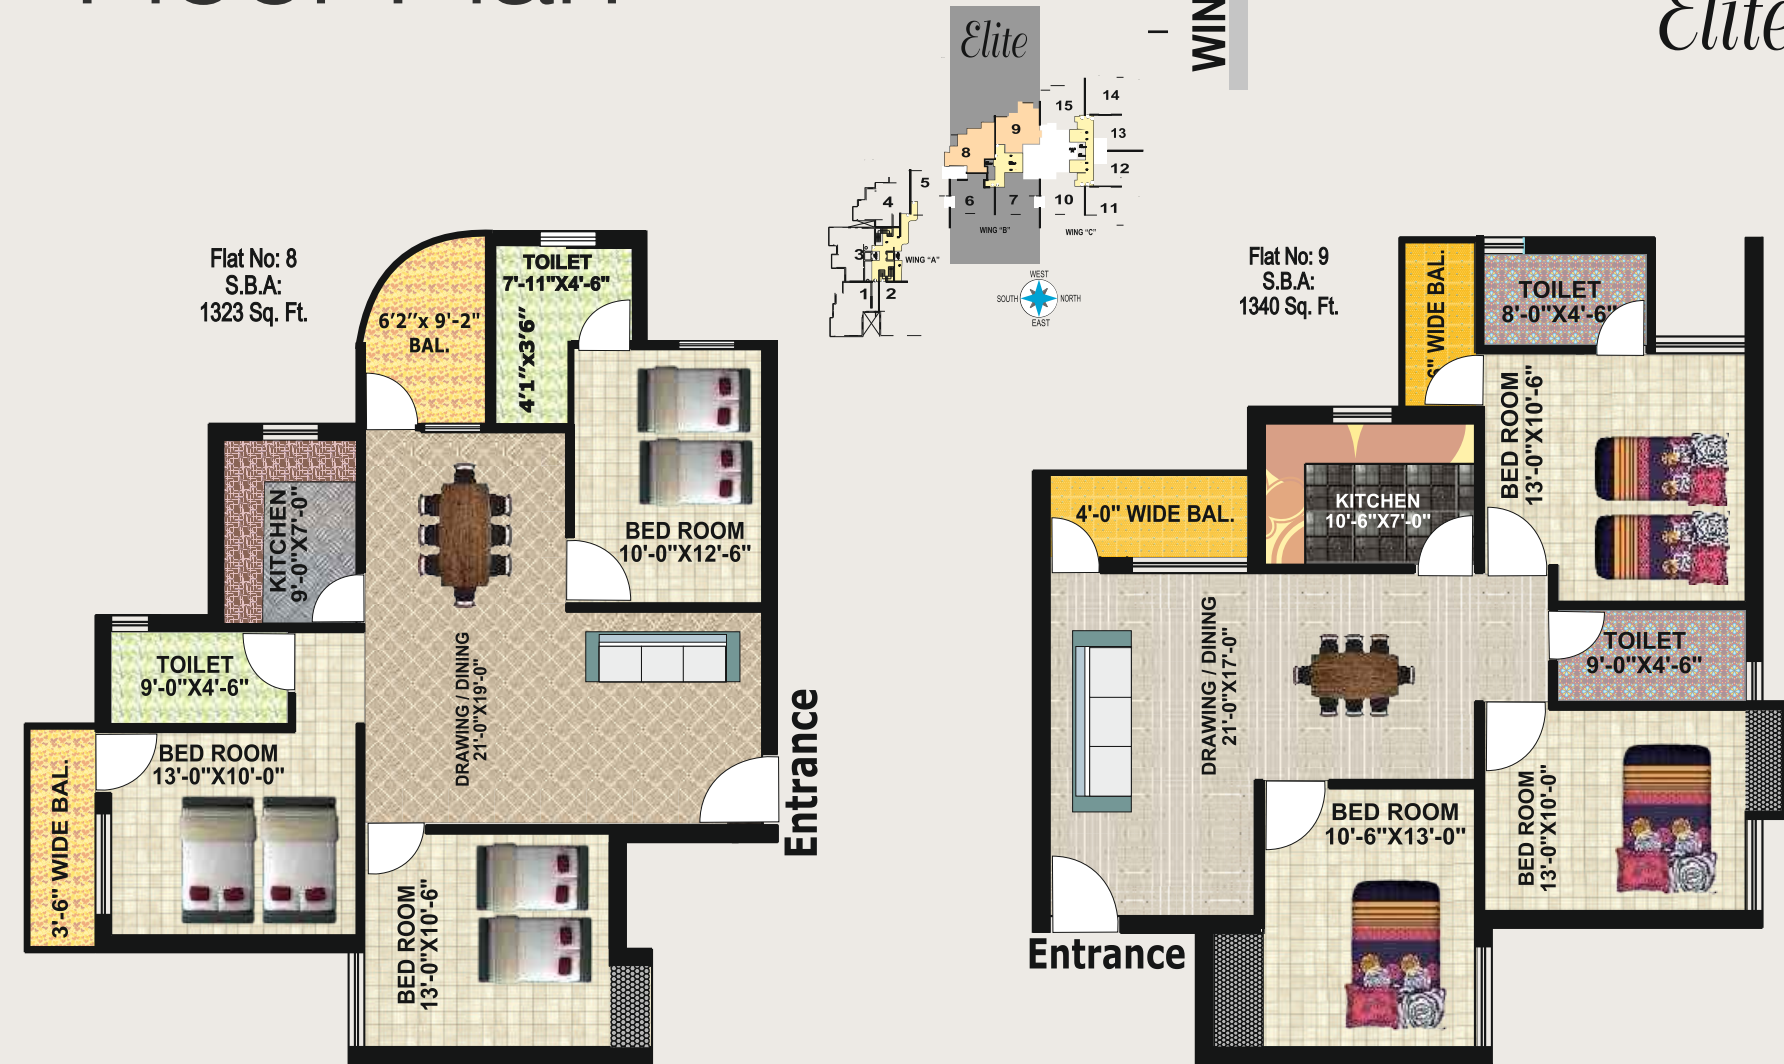 Floor Plan
Elite
WIN
Elite
14
15
13
9
12
8
5
6
7
10
11
4
WING "B"
WING "C"
3
WING "A"
1
2
WEST
SOUTH
NORTH
EAST
Flat No: 8
S.B.A:
1323 Sq. Ft.
6'2"x 9'-2"
BAL.
TOILET
7'-11"X4'-6"
4'1"x3'6"
BED ROOM
10'-0"X12'-6"
KITCHEN
9'-0"X7'-0"
DRAWING / DINING
21'-0"X19'-0"
TOILET
9'-0"X4'-6"
BED ROOM
13'-0"X10'-0"
3'-6" WIDE BAL.
BED ROOM
13'-0"X10'-6"
Entrance
Flat No: 9
S.B.A:
1340 Sq. Ft.
6" WIDE BAL.
TOILET
8'-0"X4'-6"
BED ROOM
13'-0"X10'-6"
4'-0" WIDE BAL.
KITCHEN
10'-6"X7'-0"
DRAWING / DINING
21'-0"X17'-0"
TOILET
9'-0"X4'-6"
BED ROOM
13'-0"X10'-0"
BED ROOM
10'-6"X13'-0"
Entrance